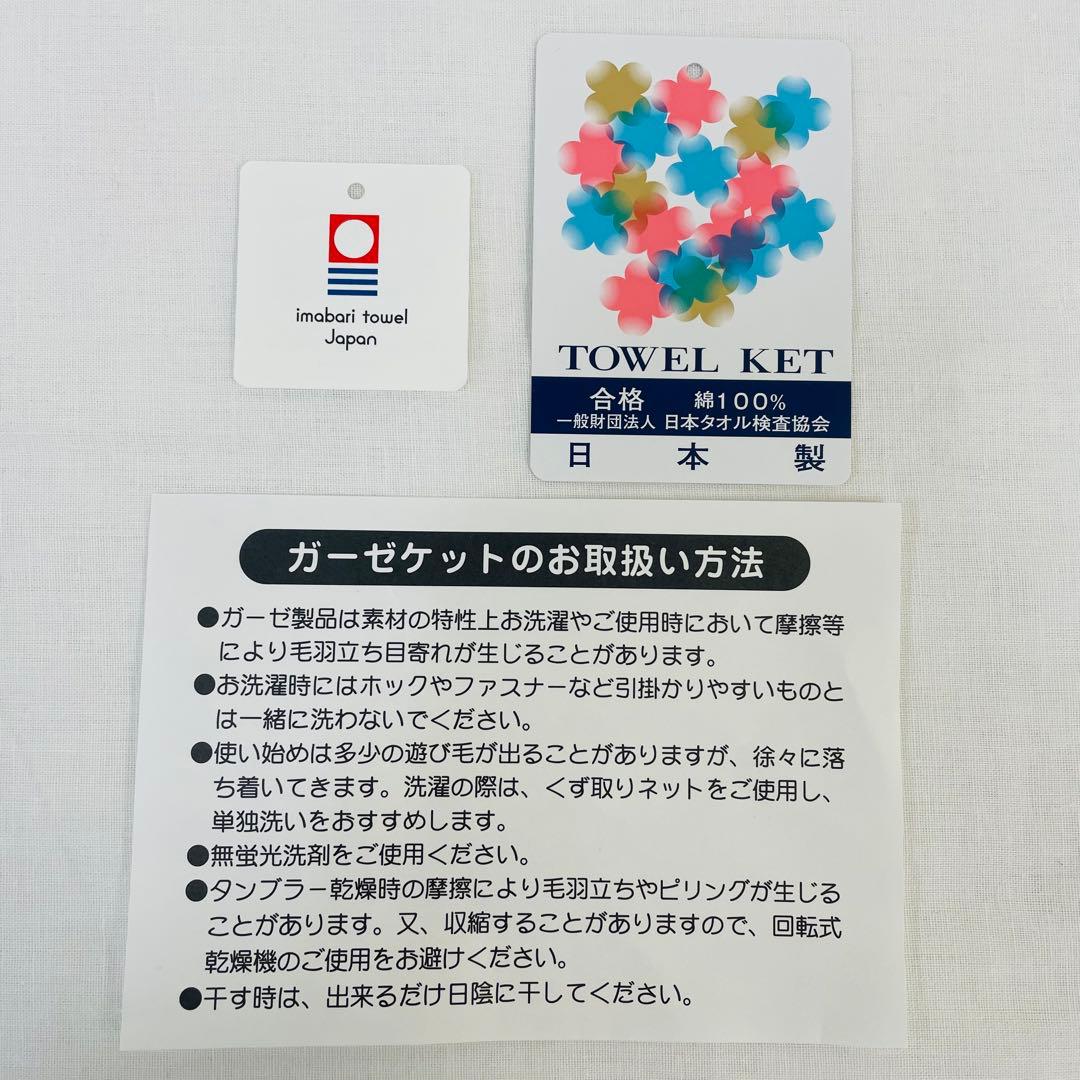 imabari towel
Japan
TOWEL KET
合格 綿100%
一般財団法人 日本タオル検査協会
日本製
ガーゼケットのお取扱い方法
●ガーゼ製品は素材の特性上お洗濯やご使用時において摩擦等
により毛羽立ち目寄れが生じることがあります。
●お洗濯時にはホックやファスナーなど引掛かりやすいものと
は一緒に洗わないでください。
●使い始めは多少の遊び毛が出ることがありますが、徐々に落
ち着いてきます。洗濯の際は、くず取りネットをご使用し、
単独洗いをおすすめします。
●無蛍光洗剤をご使用ください。
●タンブラー乾燥時の摩擦により毛羽立ちやピリングが生じる
ことがあります。又、収縮することがありますので、回転式
乾燥機のご使用をお避けください。
●干す時は、出来るだけ日陰に干してください。